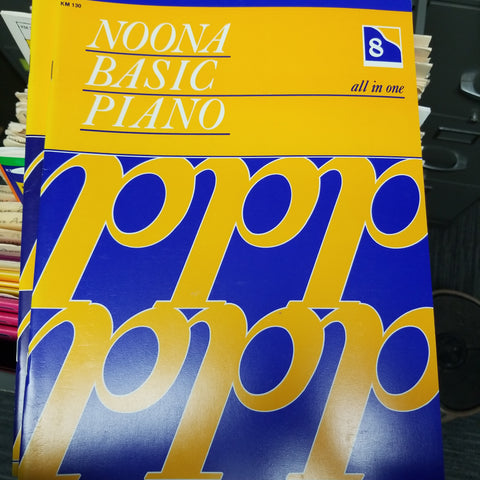 KM 130
NOONA
BASIC
PIANO
8
all in one